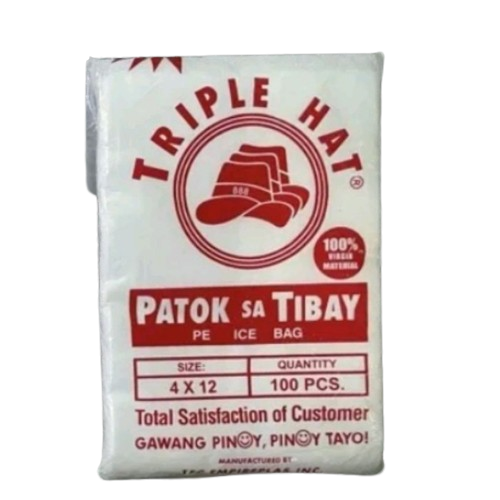 TRIPLE HAT
888
100%
VIRGIN
MATERIAL
PATOK SA TIBAY
PE ICE BAG
SIZE: QUANTITY
4 X 12 100 PCS.
Total Satisfaction of Customer
GAWANG PINOY, PINOY TAYO!
MANUFACTURED BY